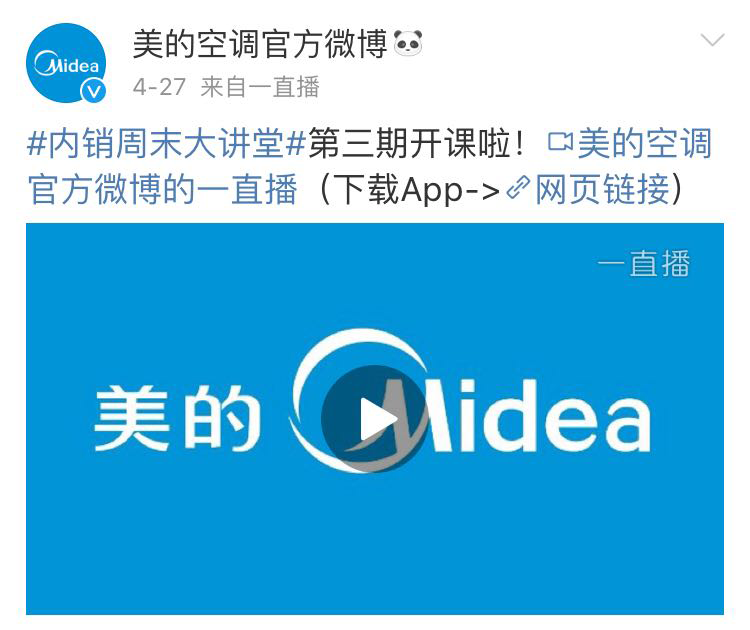 Midea
美的空调官方微博🐼
4-27 来自一直播
#内销周末大讲堂#第三期开课啦！美的空调
官方微博的一直播（下载App->网页链接）
一直播
美的 Midea